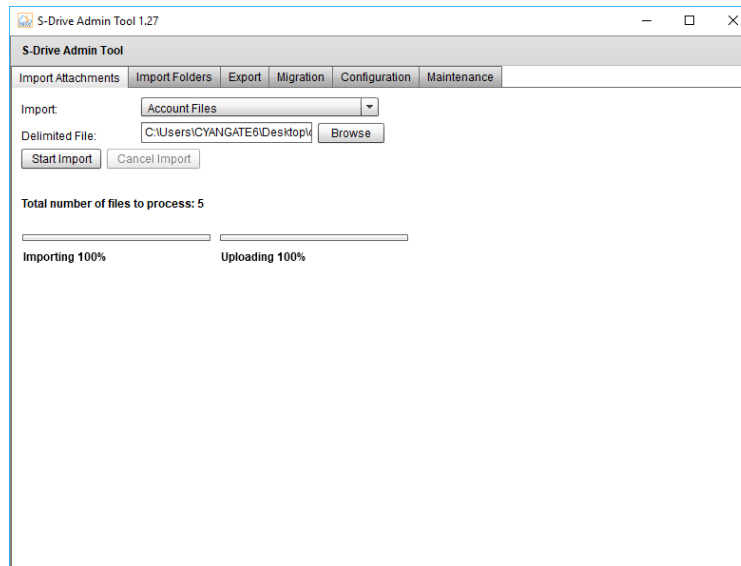 S-Drive Admin Tool 1.27
S-Drive Admin Tool
Import Attachments Import Folders Export Migration Configuration Maintenance
Import: Account Files
Delimited File: C:\Users\CYANGATE6\Desktop\ Browse
Start Import Cancel Import
Total number of files to process: 5
Importing 100% Uploading 100%